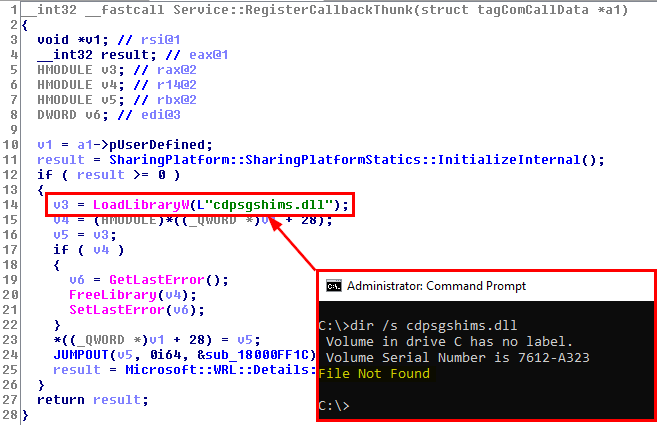 1 __int32 __fastcall Service::RegisterCallbackThunk(struct tagComCallData *a1)
2 {
3 void *v1; // rsi@1
4 __int32 result; // eax@1
5 HMODULE v3; // rax@2
6 HMODULE v4; // r14@2
7 HMODULE v5; // rbx@2
8 DWORD v6; // edi@3
9
10 v1 = a1->pUserDefined;
11 result = SharingPlatform::SharingPlatformStatics::InitializeInternal();
12 if ( result >= 0 )
13 {
14 v3 = LoadLibraryW(L"cdpsgshims.dll");
15 v4 = (HMODULE)*((_QWORD *)v1 + 28);
16 v5 = v3;
17 if ( v4 )
18 {
19 v6 = GetLastError();
20 FreeLibrary(v4);
21 SetLastError(v6);
22 }
23 *((_QWORD *)v1 + 28) = v5;
24 JUMPOUT(v5, 0i64, &sub_18000FF1C)
25 result = Microsoft::WRL::Details:
26 }
27 return result;
28 }
Administrator: Command Prompt
C:\>dir /s cdpsgshims.dll
Volume in drive C has no label.
Volume Serial Number is 7612-A323
File Not Found
C:\>